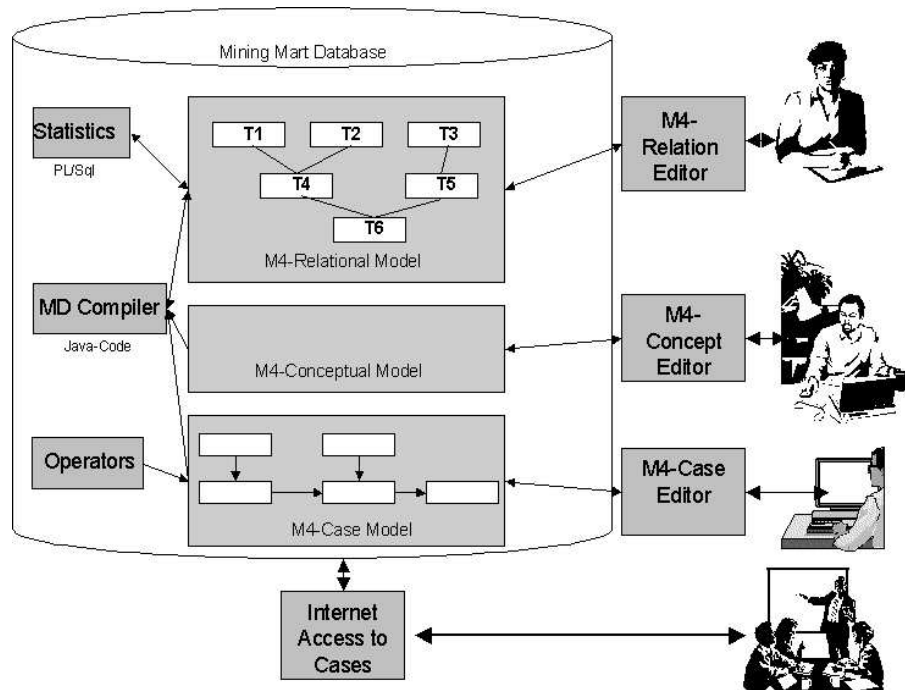 Mining Mart Database
Statistics
PL/Sql
T1 T2 T3
T4 T5
T6
M4-Relational Model
M4-
Relation
Editor
MD Compiler
Java-Code
M4-Conceptual Model
M4-
Concept
Editor
Operators
M4-Case Model
M4-Case
Editor
Internet
Access to
Cases